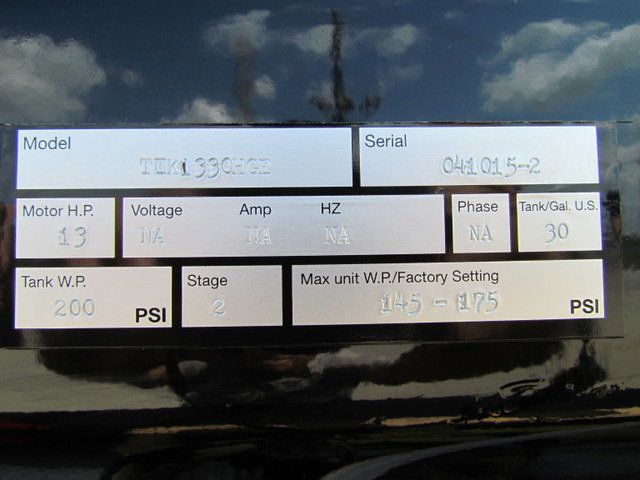 Model Serial
TUK1330HGE 041015-2
Motor H.P. Voltage Amp HZ Phase Tank/Gal. U.S.
13 NA NA NA NA 30
Tank W.P. Stage Max unit W.P./Factory Setting
200 PSI 2 145 - 175 PSI